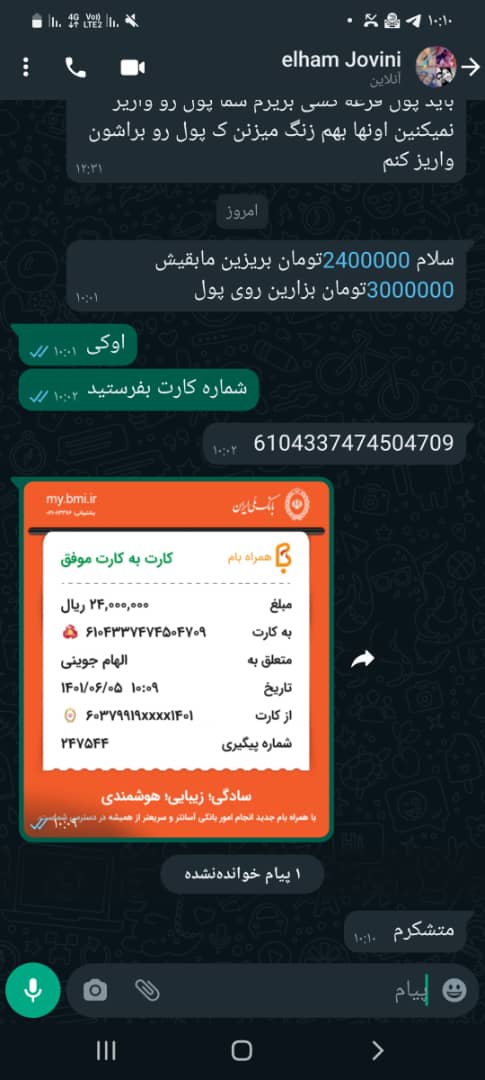 ۱۰:۱۰
4G
Vo))
LTE2
elham Jovini
آنلاین
باید پول قرعه کشی بریزم شما پول رو واریز
نمیکنین اونها بهم زنگ میزنن ک پول رو براشون
واریز کنم
۱۲:۳۱
امروز
سلام 2400000تومان بریزین مابقیش
3000000تومان بزارین روی پول
۱۰:۰۱
اوکی
۱۰:۰۱
شماره کارت بفرستید
۱۰:۰۲
6104337474504709
۱۰:۰۲
my.bmi.ir
بانک ملی ایران
همراه بام
کارت به کارت موفق
مبلغ ۲۴,۰۰۰,۰۰۰ ریال
به کارت ۶۱۰۴۳۳۷۴۷۴۵۰۴۷۰۹
متعلق به الهام جوینی
تاریخ ۱۴۰۱/۰۶/۰۵ ۱۰:۰۹
از کارت ۶۰۳۷۹۹۱۹xxxx۱۴۰۱
شماره پیگیری ۲۴۷۵۴۴
سادگی؛ زیبایی؛ هوشمندی
با همراه بام جدید انجام امور بانکی آسانتر و سریعتر از همیشه در دسترس شماست
۱۰:۰۹
۱ پیام خوانده‌نشده
متشکرم
۱۰:۱۰
پیام